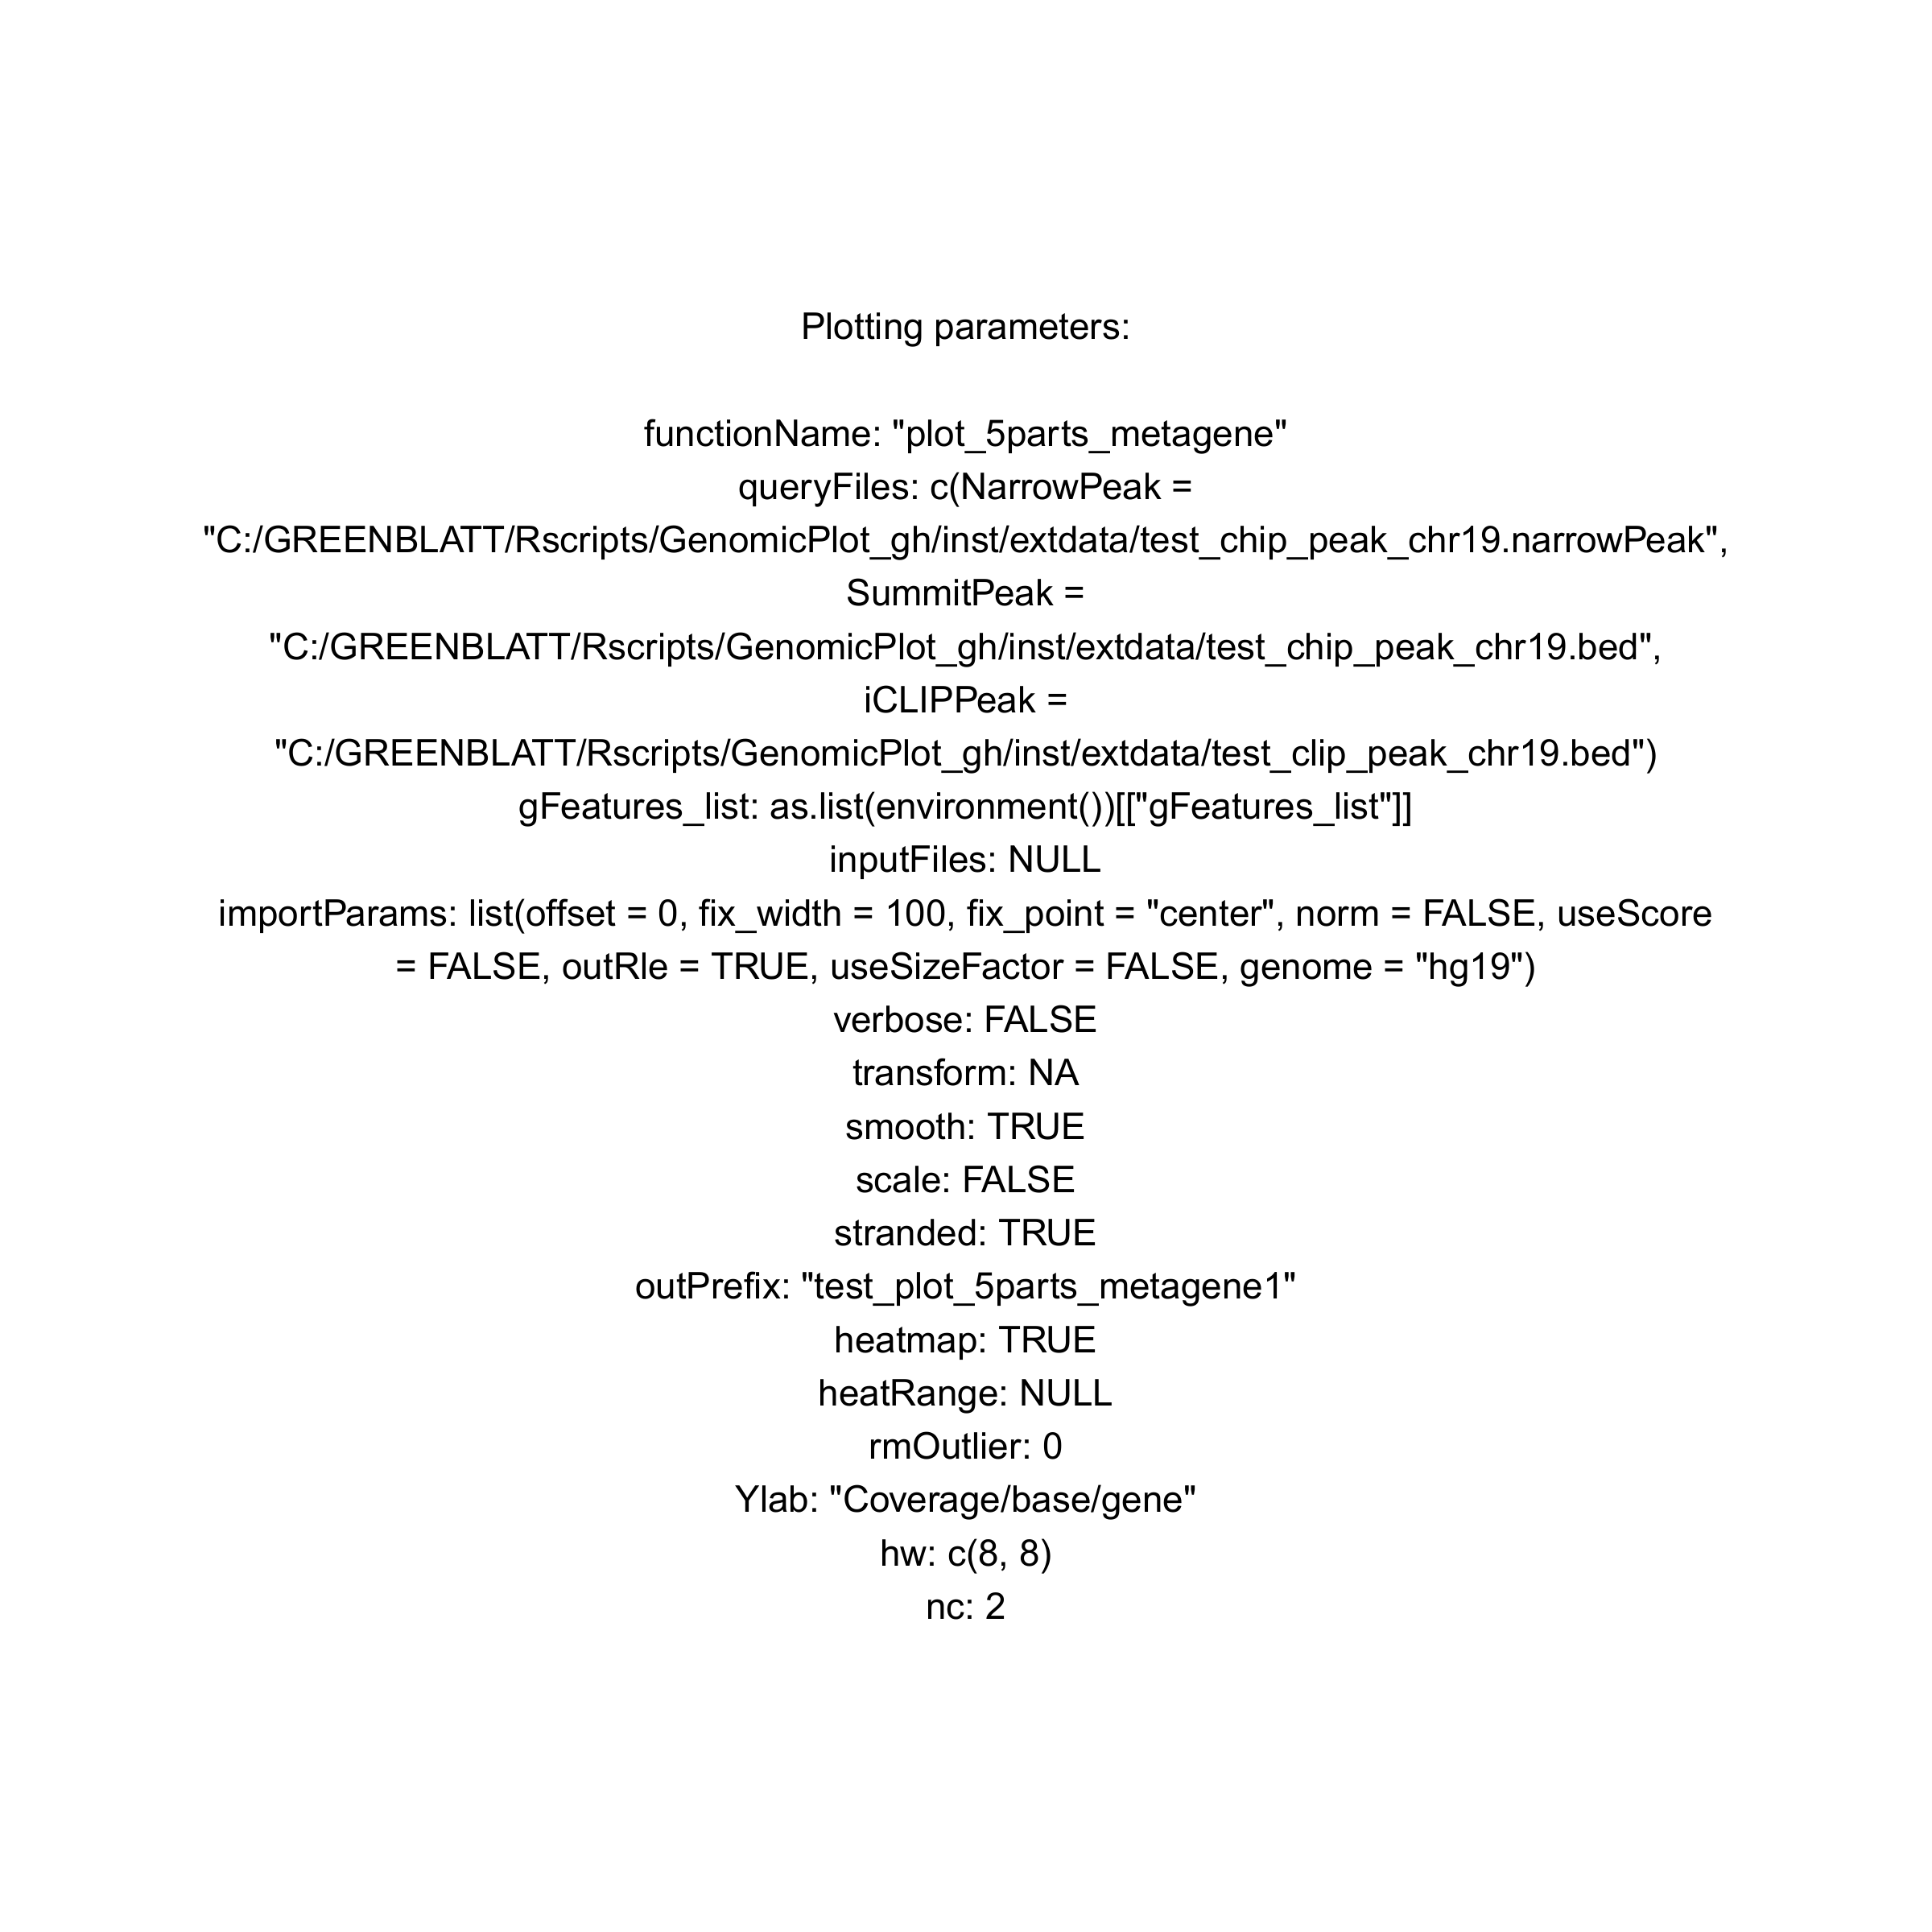 Plotting parameters:
functionName: "plot_5parts_metagene"
queryFiles: c(NarrowPeak =
"C:/GREENBLATT/Rscripts/GenomicPlot_gh/inst/extdata/test_chip_peak_chr19.narrowPeak",
SummitPeak =
"C:/GREENBLATT/Rscripts/GenomicPlot_gh/inst/extdata/test_chip_peak_chr19.bed",
iCLIPPeak =
"C:/GREENBLATT/Rscripts/GenomicPlot_gh/inst/extdata/test_clip_peak_chr19.bed")
gFeatures_list: as.list(environment())[["gFeatures_list"]]
inputFiles: NULL
importParams: list(offset = 0, fix_width = 100, fix_point = "center", norm = FALSE, useScore
= FALSE, outRle = TRUE, useSizeFactor = FALSE, genome = "hg19")
verbose: FALSE
transform: NA
smooth: TRUE
scale: FALSE
stranded: TRUE
outPrefix: "test_plot_5parts_metagene1"
heatmap: TRUE
heatRange: NULL
rmOutlier: 0
Ylab: "Coverage/base/gene"
hw: c(8, 8)
nc: 2